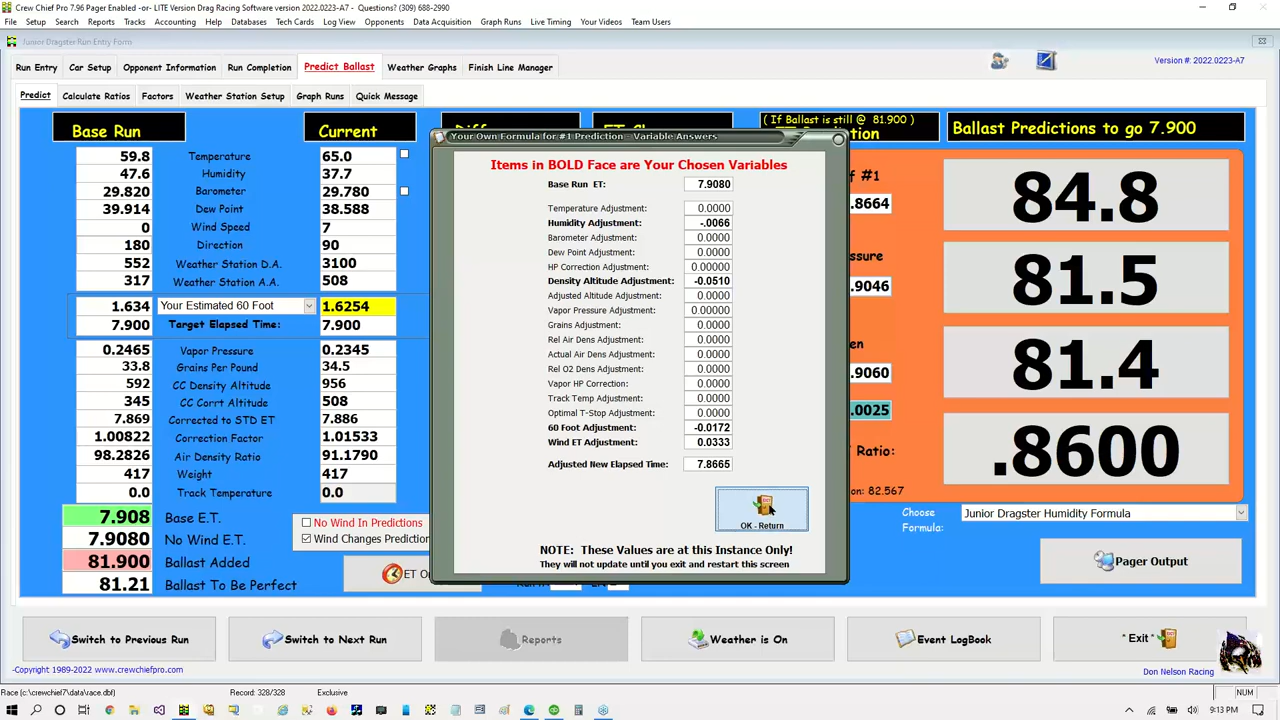 Crew Chief Pro 7.96 Pager Enabled -or- LITE Version Drag Racing Software version 2022.0223-A7 - Questions? (309) 688-2990
File Setup Search Reports Tracks Accounting Help Databases Tech Cards Log View Opponents Data Acquisition Graph Runs Live Timing Your Videos Team Users
Junior Dragster Run Entry Form
Run Entry Car Setup Opponent Information Run Completion Predict Ballast Weather Graphs Finish Line Manager
Version #: 2022.0223-A7
Predict Calculate Ratios Factors Weather Station Setup Graph Runs Quick Message
Base Run Current
( If Ballast is still @ 81.900 )
Ballast Predictions to go 7.900
59.8 Temperature 65.0
47.6 Humidity 37.7
29.820 Barometer 29.780
39.914 Dew Point 38.588
0 Wind Speed 7
180 Direction 90
552 Weather Station D.A. 3100
317 Weather Station A.A. 508
1.634 Your Estimated 60 Foot 1.6254
7.900 Target Elapsed Time: 7.900
0.2465 Vapor Pressure 0.2345
33.8 Grains Per Pound 34.5
592 CC Density Altitude 956
345 CC Corrt Altitude 508
7.869 Corrected to STD ET 7.886
1.00822 Correction Factor 1.01533
98.2826 Air Density Ratio 91.1790
417 Weight 417
0.0 Track Temperature 0.0
7.908 Base E.T.
7.9080 No Wind E.T.
81.900 Ballast Added
81.21 Ballast To Be Perfect
No Wind In Predictions
Wind Changes Prediction
ET O
Your Own Formula for #1 Prediction - Variable Answers
Items in BOLD Face are Your Chosen Variables
Base Run ET: 7.9080
Temperature Adjustment: 0.0000
Humidity Adjustment: -.0066
Barometer Adjustment: 0.0000
Dew Point Adjustment: 0.0000
HP Correction Adjustment: 0.00000
Density Altitude Adjustment: -0.0510
Adjusted Altitude Adjustment: 0.0000
Vapor Pressure Adjustment: 0.00000
Grains Adjustment: 0.0000
Rel Air Dens Adjustment: 0.0000
Actual Air Dens Adjustment: 0.0000
Rel O2 Dens Adjustment: 0.0000
Vapor HP Correction: 0.0000
Track Temp Adjustment: 0.0000
Optimal T-Stop Adjustment: 0.0000
60 Foot Adjustment: -0.0172
Wind ET Adjustment: 0.0333
Adjusted New Elapsed Time: 7.8665
OK - Return
NOTE: These Values are at this Instance Only!
They will not update until you exit and restart this screen
of #1
.8664 84.8
.9046 81.5
.9060 81.4
.0025
Ratio: .8600
on: 82.567
Choose Formula: Junior Dragster Humidity Formula
Pager Output
Switch to Previous Run Switch to Next Run Reports Weather is On Event LogBook * Exit *
-Copyright 1989-2022 www.crewchiefpro.com Don Nelson Racing
Race (c:\crewchief7\data\race.dbf) Record: 328/328 Exclusive NUM
9:13 PM